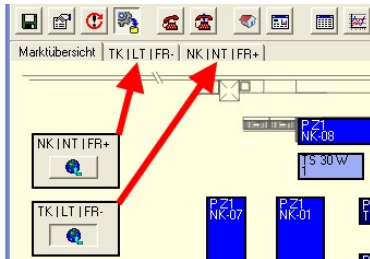 Marktübersicht TK | LT | FR- NK | NT | FR+
PZ1
NK-08
NK | NT | FR+
TS 30 W
1
TK | LT | FR-
PZ1
NK-07
PZ1
NK-01